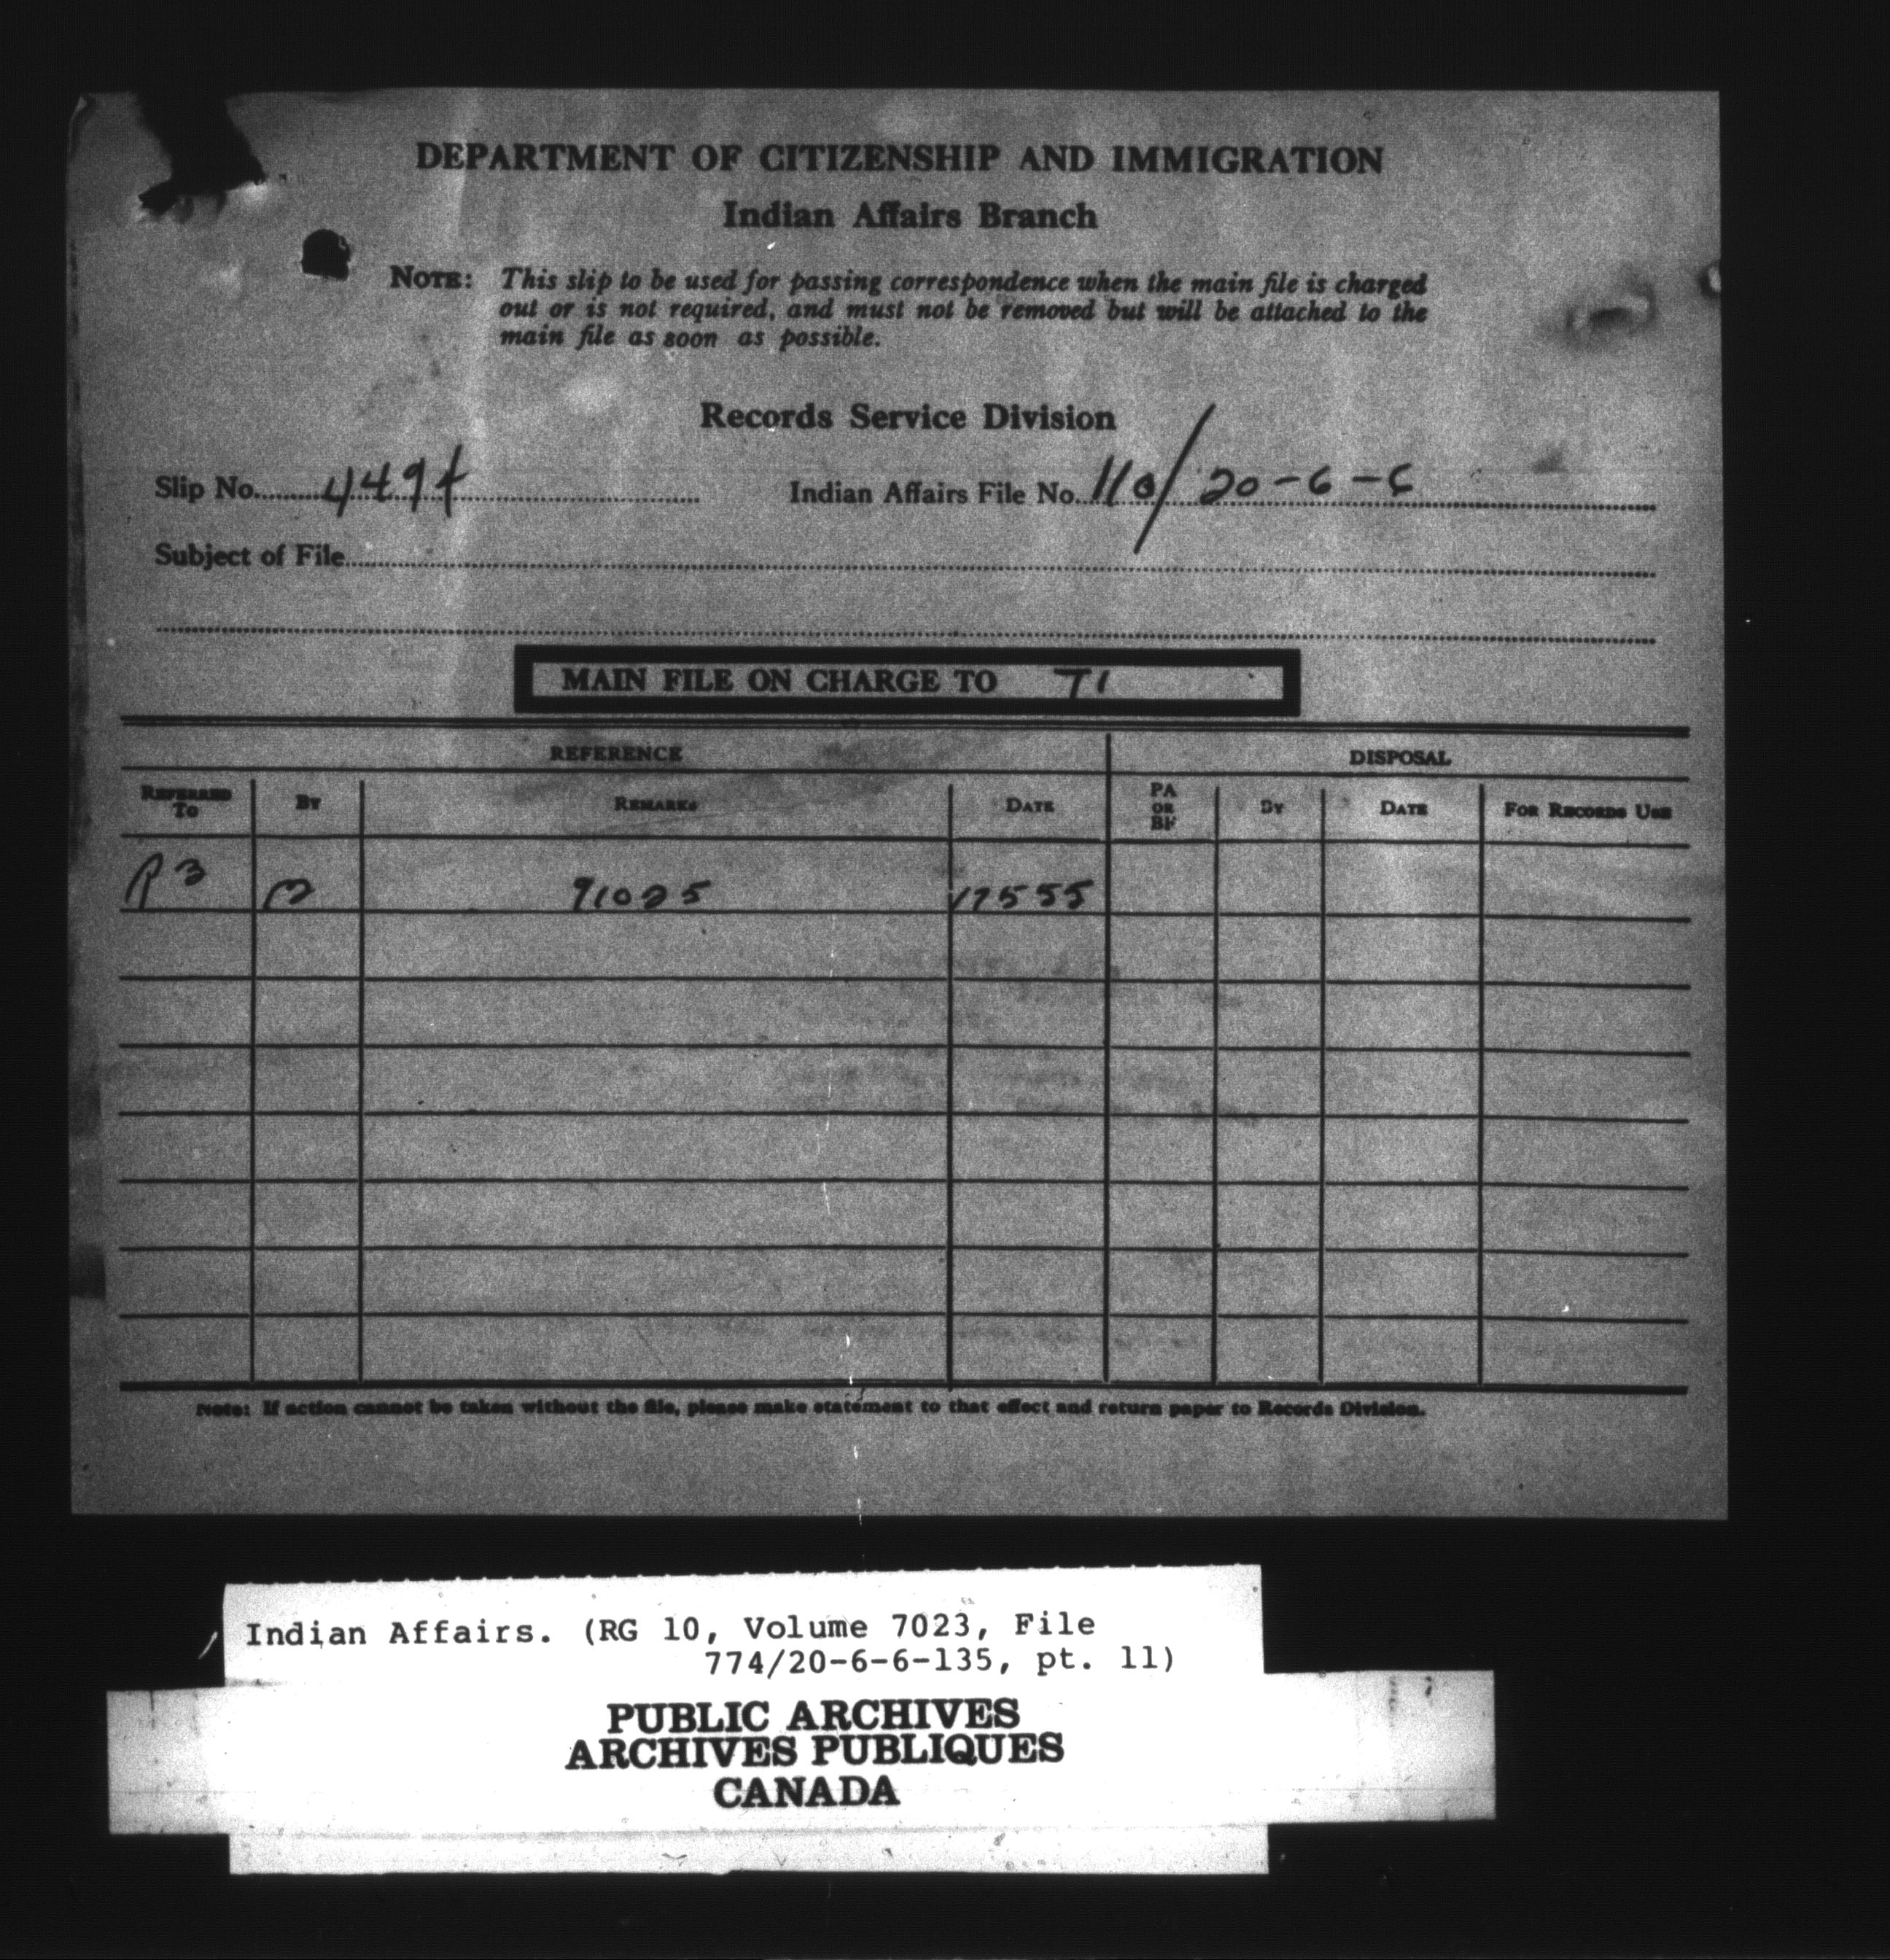 DEPARTMENT OF CITIZENSHIP AND IMMIGRATION
Indian Affairs Branch
NOTE: This slip to be used for passing correspondence when the main file is charged
out or is not required, and must not be removed but will be attached to the
main file as soon as possible.
Records Service Division
Slip No. 4494 Indian Affairs File No. 110/20-6-6
Subject of File
MAIN FILE ON CHARGE TO T1
REFERENCE DISPOSAL
REFERRED TO BY REMARKS DATE PA OR BF BY DATE FOR RECORDS USE
R3 71025 17555
Note: If action cannot be taken without the file, please make statement to that effect and return paper to Records Division.
Indian Affairs. (RG 10, Volume 7023, File
774/20-6-6-135, pt. 11)
PUBLIC ARCHIVES
ARCHIVES PUBLIQUES
CANADA